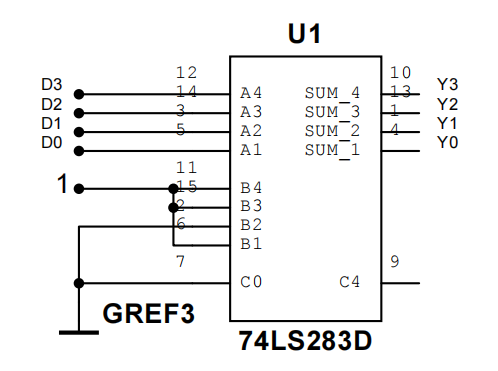 U1
12 10
D3 14 A4 SUM_4 13 Y3
D2 3 A3 SUM_3 1 Y2
D1 5 A2 SUM_2 4 Y1
D0 A1 SUM_1 Y0
11
1 15 B4
2 B3
6 B2
B1
7 9
C0 C4
GREF3
74LS283D